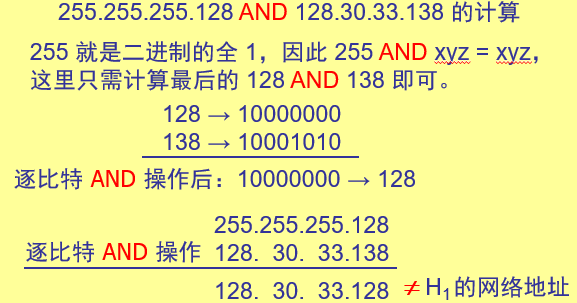 255.255.255.128 AND 128.30.33.138 的计算
255 就是二进制的全 1，因此 255 AND xyz = xyz，
这里只需计算最后的 128 AND 138 即可。
128 → 10000000
138 → 10001010
逐比特 AND 操作后：10000000 → 128
255.255.255.128
逐比特 AND 操作 128. 30. 33.138
128. 30. 33.128 ≠ H₁的网络地址